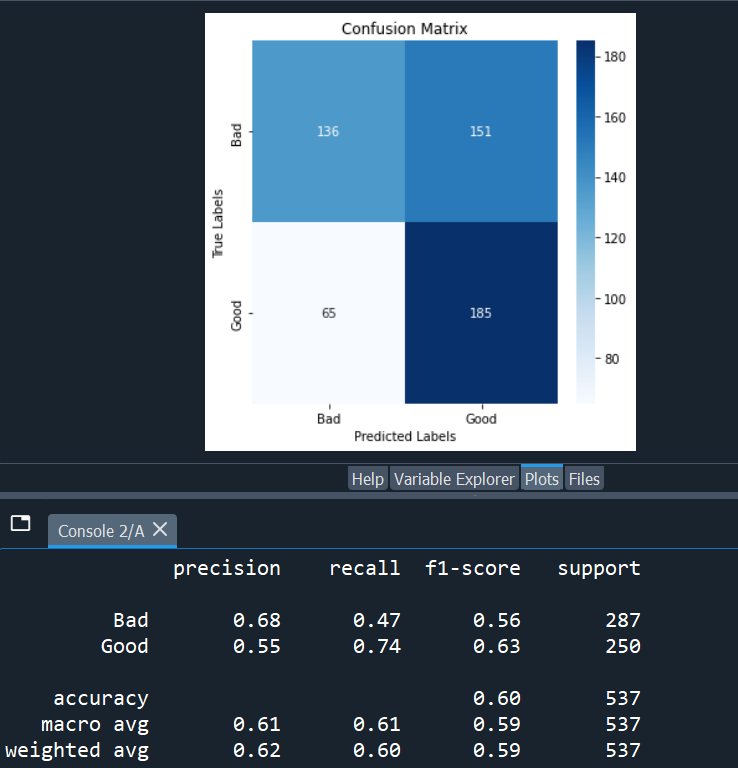 Confusion Matrix
Bad
136
151
Good
65
185
True Labels
Bad
Good
Predicted Labels
180
160
140
120
100
80
Help Variable Explorer Plots Files
Console 2/A
precision recall f1-score support
Bad 0.68 0.47 0.56 287
Good 0.55 0.74 0.63 250
accuracy 0.60 537
macro avg 0.61 0.61 0.59 537
weighted avg 0.62 0.60 0.59 537